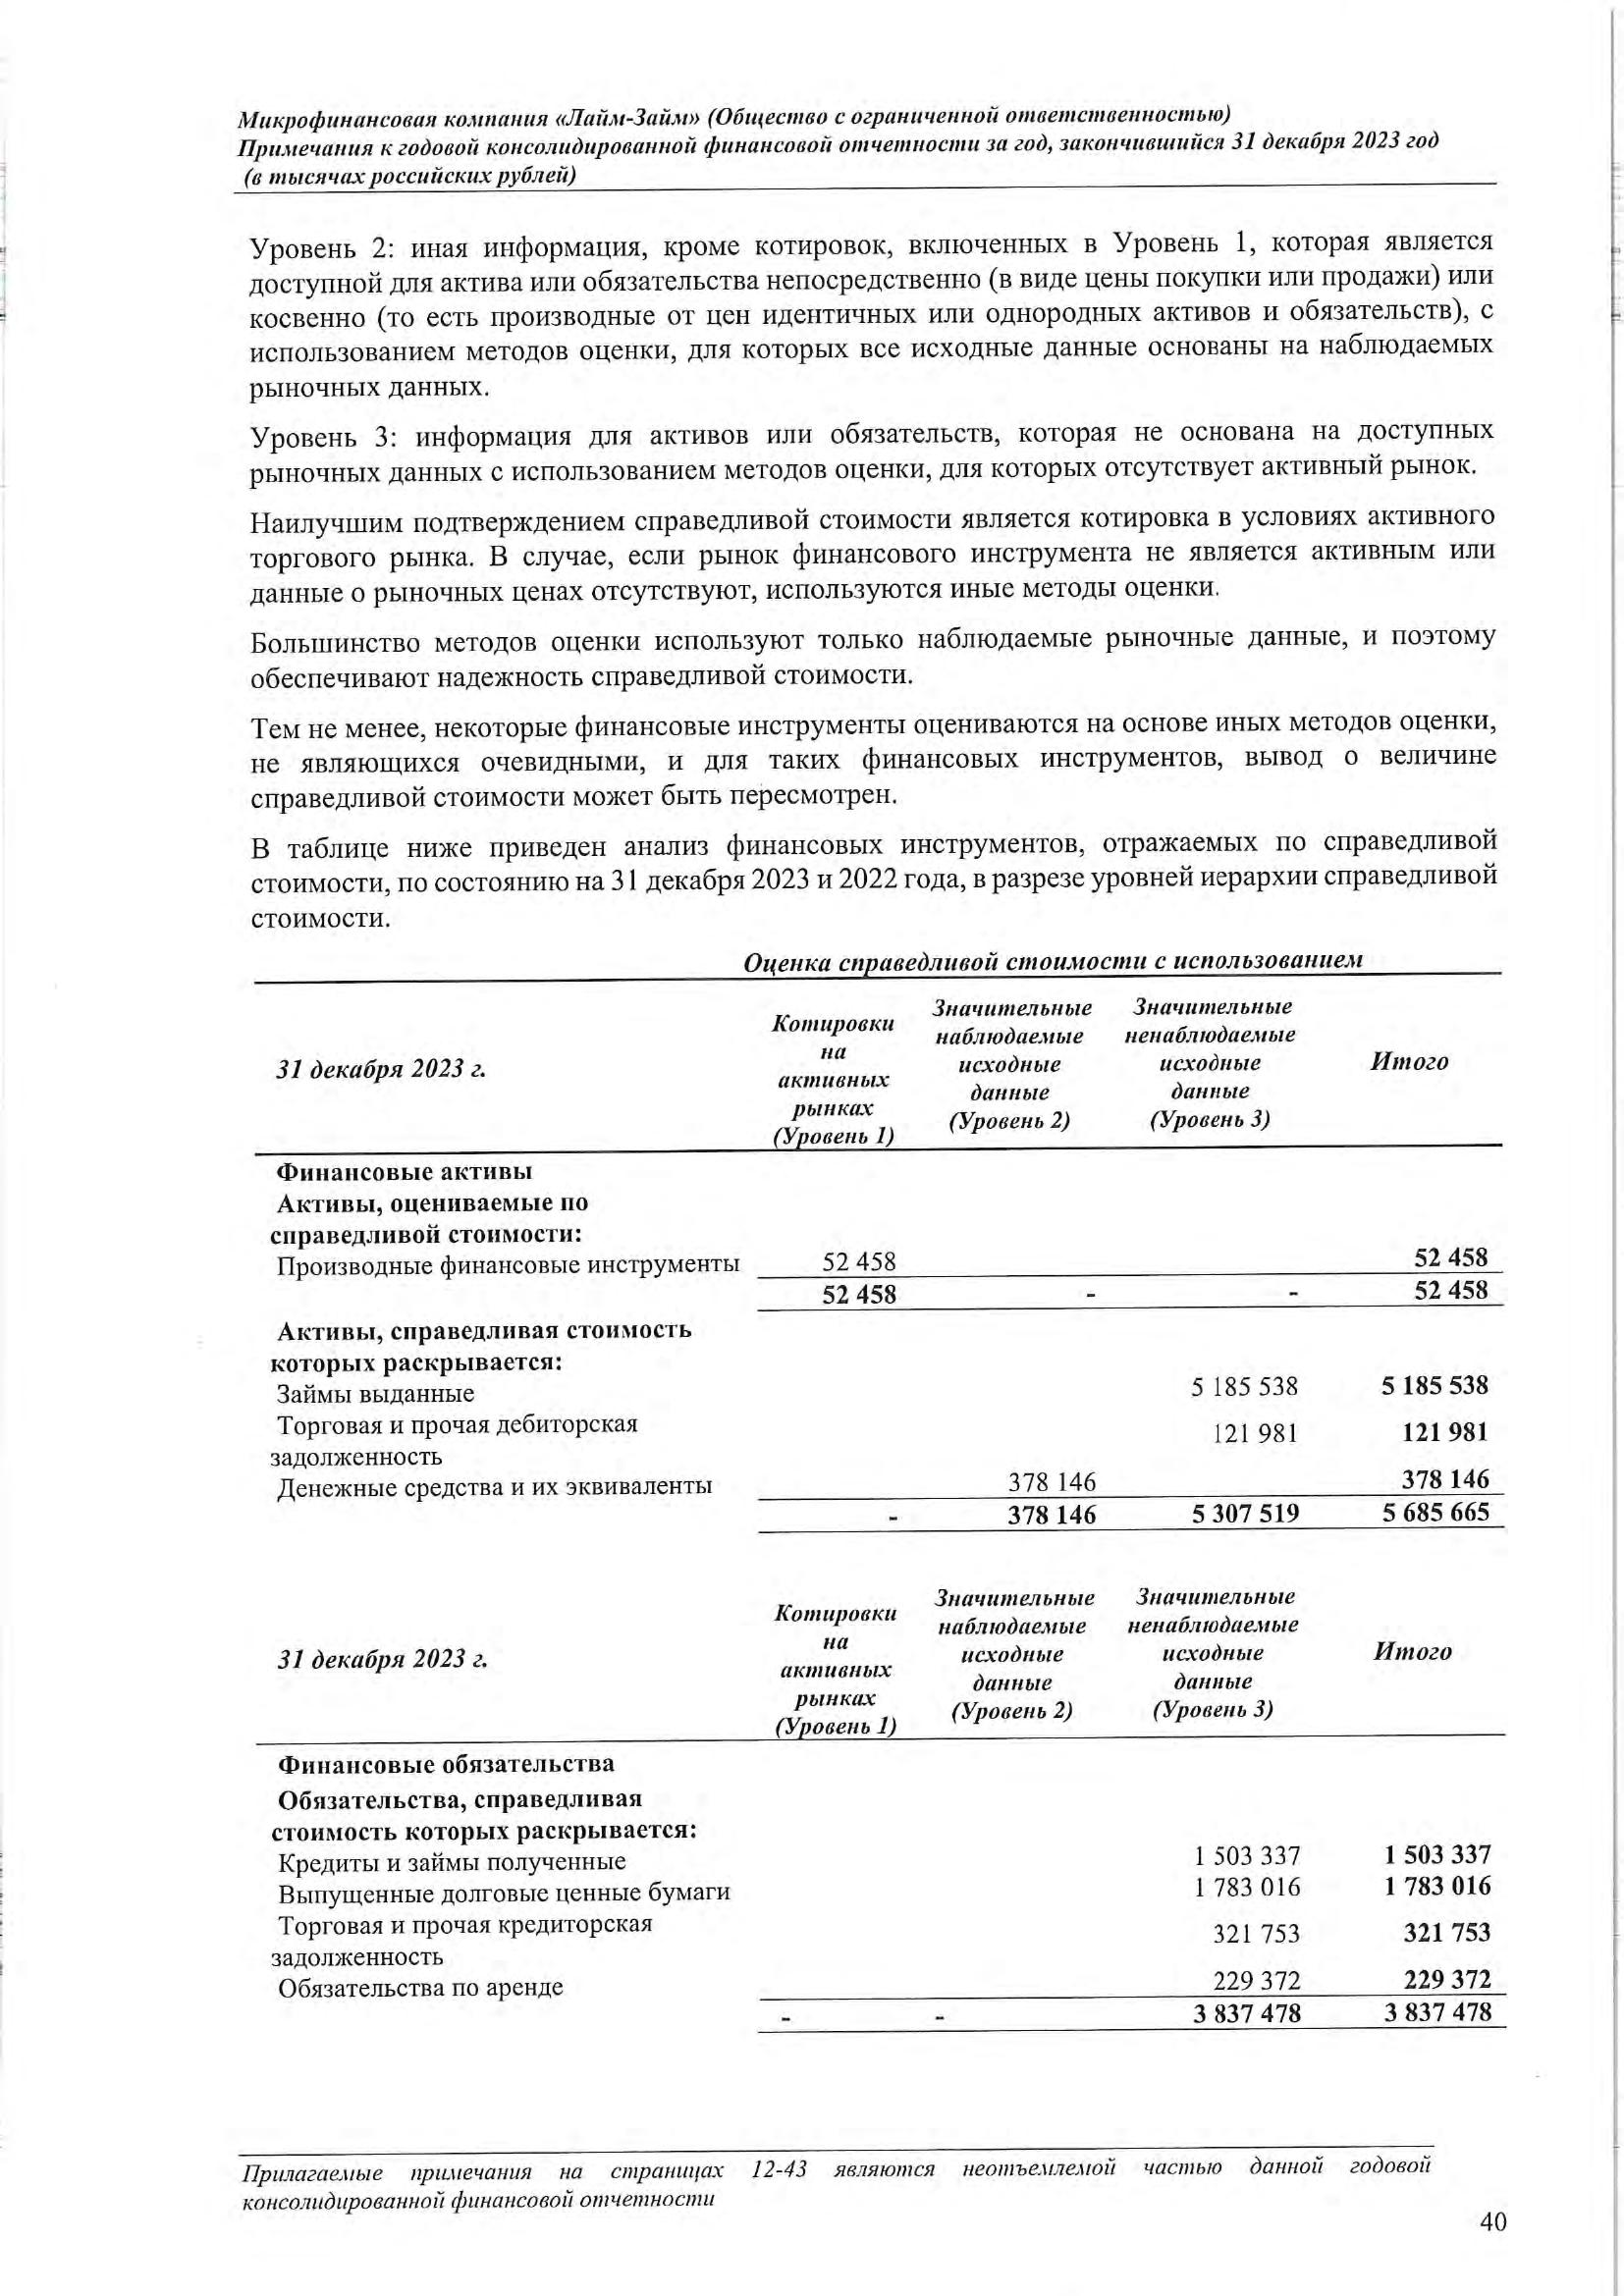 Микрофинансовая компания «Лайм-Займ» (Общество с ограниченной ответственностью)
Примечания к годовой консолидированной финансовой отчетности за год, закончившийся 31 декабря 2023 год
(в тысячах российских рублей)
Уровень 2: иная информация, кроме котировок, включенных в Уровень 1, которая является
доступной для актива или обязательства непосредственно (в виде цены покупки или продажи) или
косвенно (то есть производные от цен идентичных или однородных активов и обязательств), с
использованием методов оценки, для которых все исходные данные основаны на наблюдаемых
рыночных данных.
Уровень 3: информация для активов или обязательств, которая не основана на доступных
рыночных данных с использованием методов оценки, для которых отсутствует активный рынок.
Наилучшим подтверждением справедливой стоимости является котировка в условиях активного
торгового рынка. В случае, если рынок финансового инструмента не является активным или
данные о рыночных ценах отсутствуют, используются иные методы оценки.
Большинство методов оценки используют только наблюдаемые рыночные данные, и поэтому
обеспечивают надежность справедливой стоимости.
Тем не менее, некоторые финансовые инструменты оцениваются на основе иных методов оценки,
не являющихся очевидными, и для таких финансовых инструментов, вывод о величине
справедливой стоимости может быть пересмотрен.
В таблице ниже приведен анализ финансовых инструментов, отражаемых по справедливой
стоимости, по состоянию на 31 декабря 2023 и 2022 года, в разрезе уровней иерархии справедливой
стоимости.
Оценка справедливой стоимости с использованием
31 декабря 2023 г.
Котировки
на
активных
рынках
(Уровень 1)
Значительные
наблюдаемые
исходные
данные
(Уровень 2)
Значительные
ненаблюдаемые
исходные
данные
(Уровень 3)
Итого
Финансовые активы
Активы, оцениваемые по
справедливой стоимости:
Производные финансовые инструменты 52 458 52 458
52 458 - - 52 458
Активы, справедливая стоимость
которых раскрывается:
Займы выданные 5 185 538 5 185 538
Торговая и прочая дебиторская
задолженность 121 981 121 981
Денежные средства и их эквиваленты 378 146 378 146
- 378 146 5 307 519 5 685 665
31 декабря 2023 г.
Котировки
на
активных
рынках
(Уровень 1)
Значительные
наблюдаемые
исходные
данные
(Уровень 2)
Значительные
ненаблюдаемые
исходные
данные
(Уровень 3)
Итого
Финансовые обязательства
Обязательства, справедливая
стоимость которых раскрывается:
Кредиты и займы полученные 1 503 337 1 503 337
Выпущенные долговые ценные бумаги 1 783 016 1 783 016
Торговая и прочая кредиторская
задолженность 321 753 321 753
Обязательства по аренде 229 372 229 372
- - 3 837 478 3 837 478
Прилагаемые примечания на страницах 12-43 являются неотъемлемой частью данной годовой
консолидированной финансовой отчетности
40